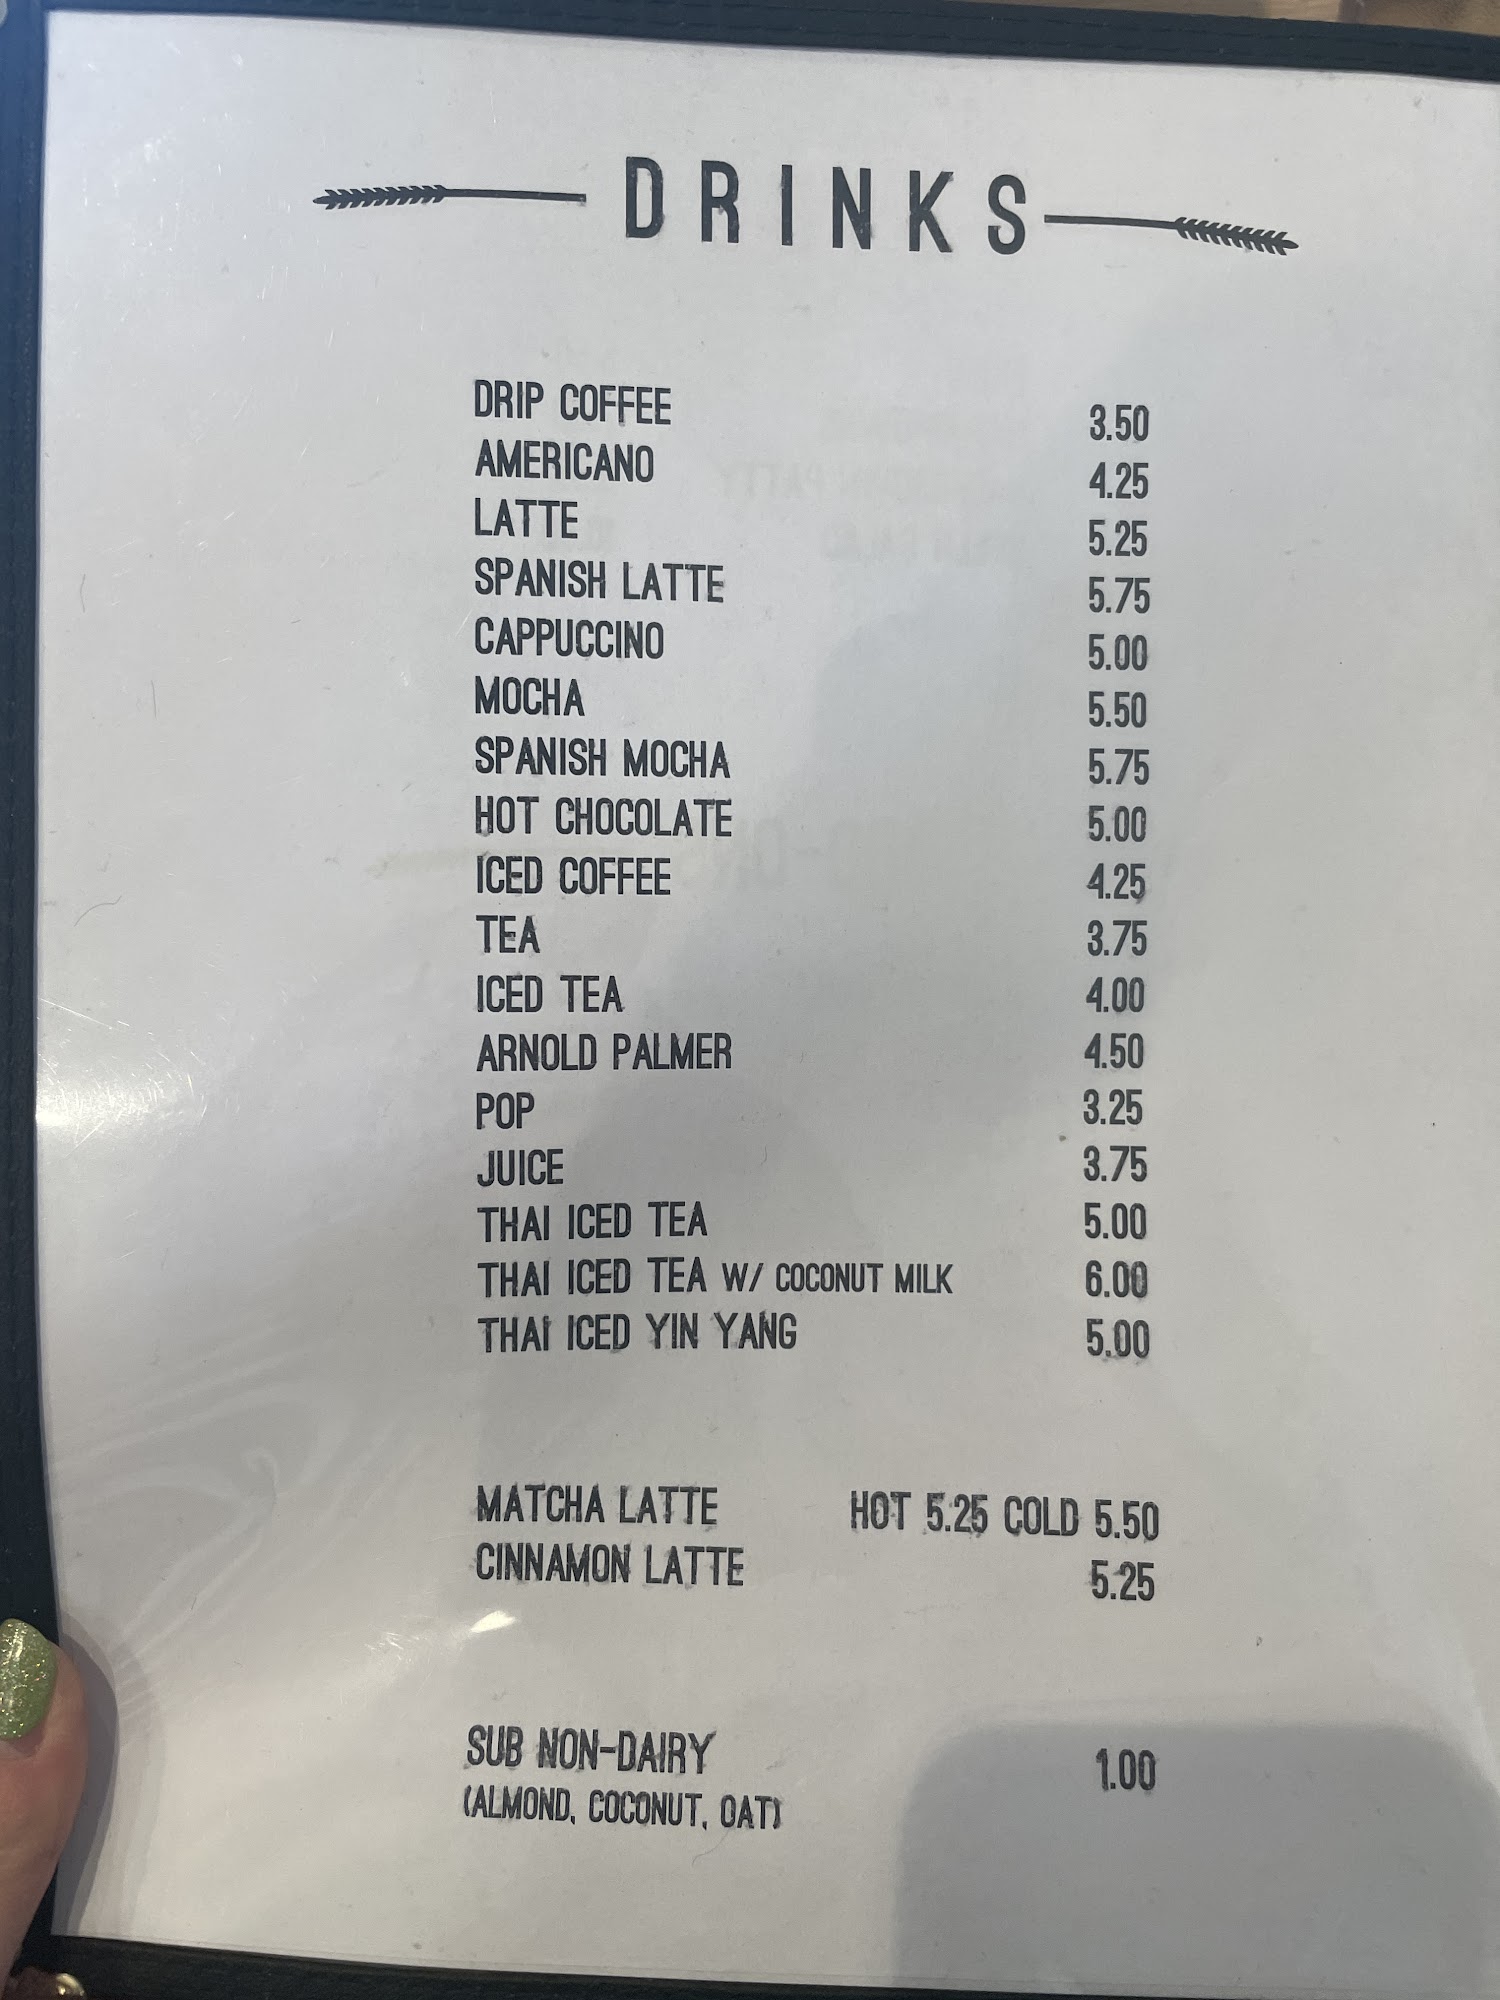 DRINKS
DRIP COFFEE 3.50
AMERICANO 4.25
LATTE 5.25
SPANISH LATTE 5.75
CAPPUCCINO 5.00
MOCHA 5.50
SPANISH MOCHA 5.75
HOT CHOCOLATE 5.00
ICED COFFEE 4.25
TEA 3.75
ICED TEA 4.00
ARNOLD PALMER 4.50
POP 3.25
JUICE 3.75
THAI ICED TEA 5.00
THAI ICED TEA W/ COCONUT MILK 6.00
THAI ICED YIN YANG 5.00
MATCHA LATTE HOT 5.25 COLD 5.50
CINNAMON LATTE 5.25
SUB NON-DAIRY 1.00
(ALMOND, COCONUT, OAT)